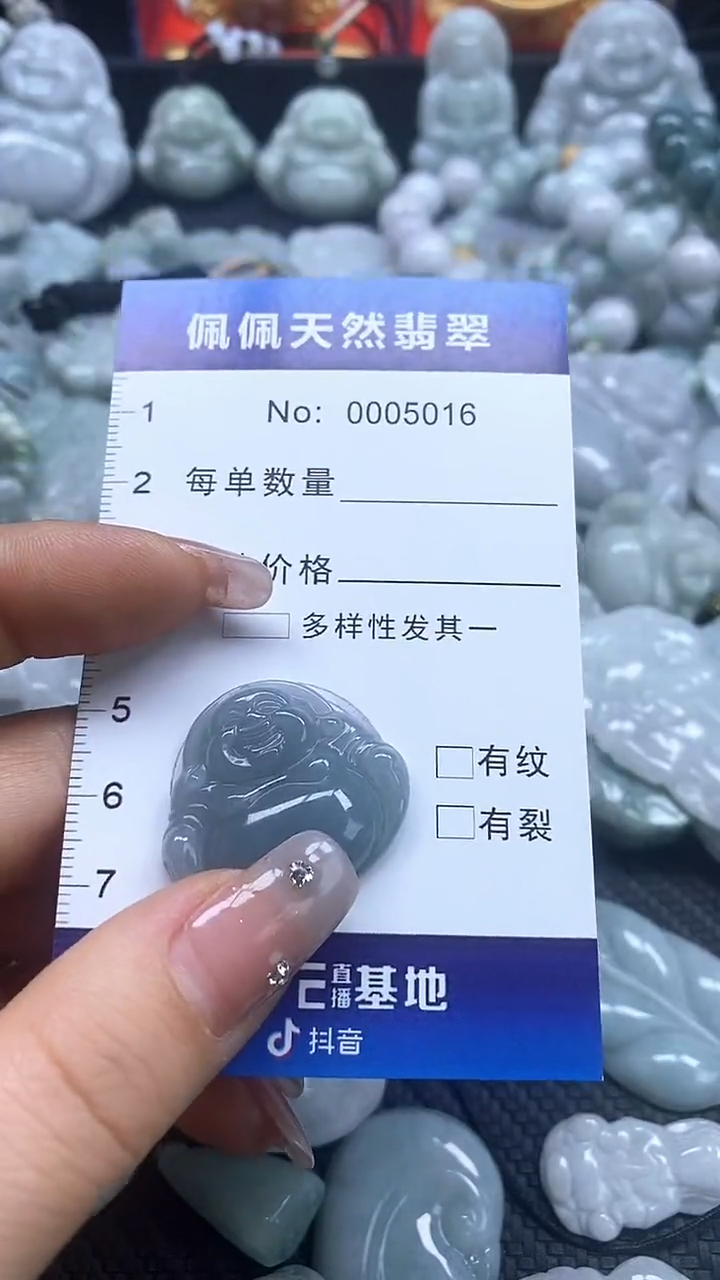 佩佩天然翡翠
No: 0005016
1
2 每单数量
价格
多样性发其一
5
有纹
6
有裂
7
直播基地
抖音